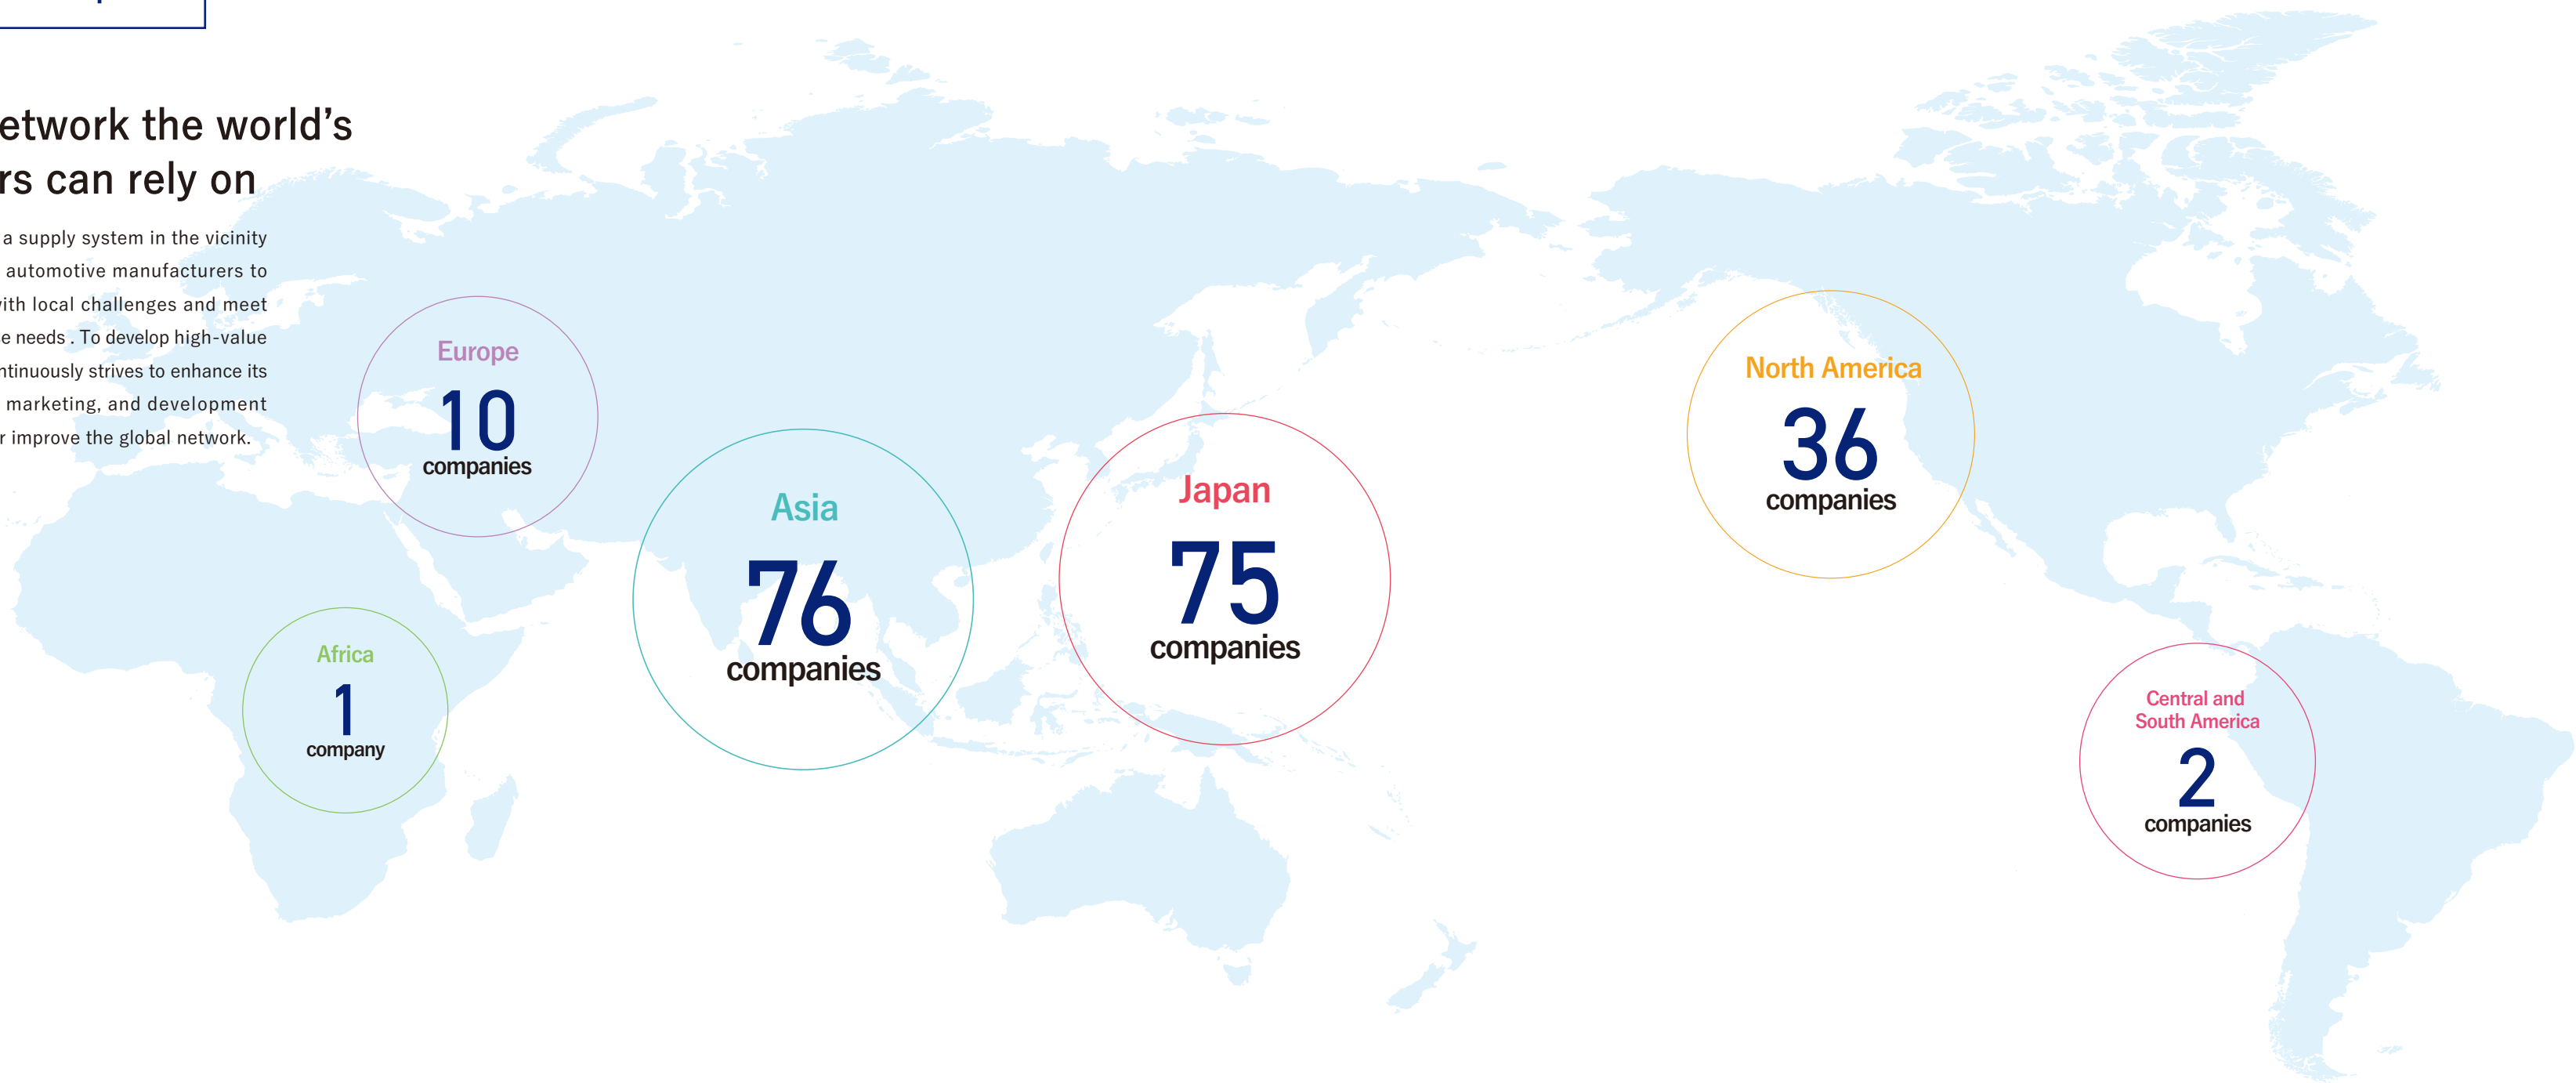 etwork the world's
rs can rely on
a supply system in the vicinity
automotive manufacturers to
with local challenges and meet
e needs . To develop high-value
ntinuously strives to enhance its
marketing, and development
r improve the global network.
Europe
10
companies
Africa
1
company
Asia
76
companies
Japan
75
companies
North America
36
companies
Central and
South America
2
companies